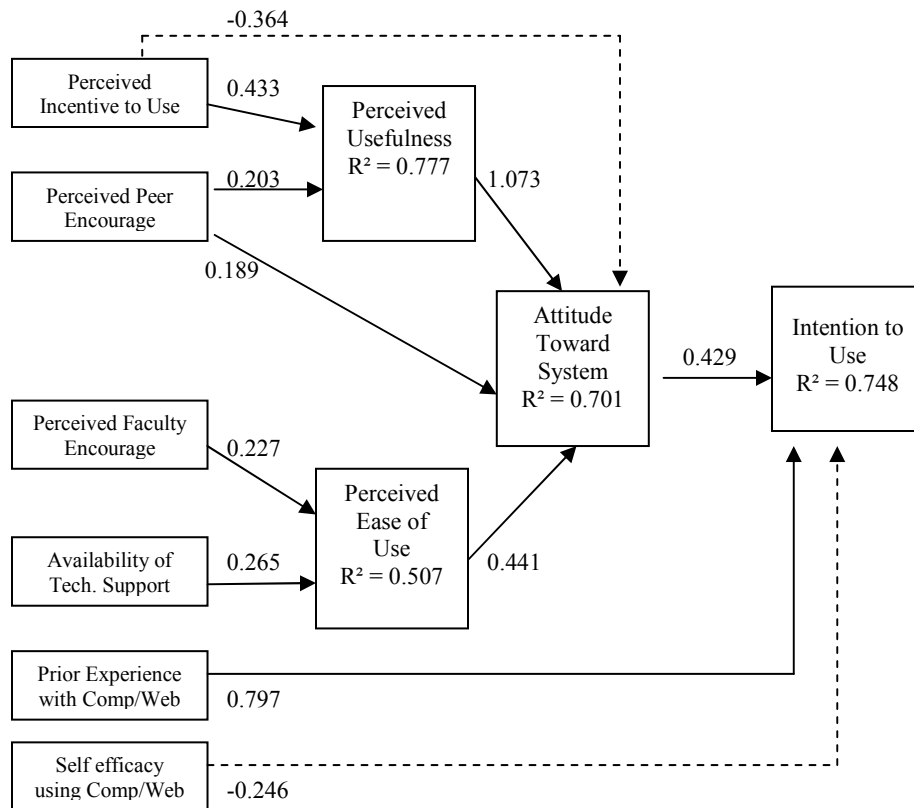 -0.364
Perceived
Incentive to Use
0.433
Perceived
Usefulness
R² = 0.777
Perceived Peer
Encourage
0.203
1.073
0.189
Attitude
Toward
System
R² = 0.701
0.429
Intention to
Use
R² = 0.748
Perceived Faculty
Encourage
0.227
Perceived
Ease of
Use
R² = 0.507
0.441
Availability of
Tech. Support
0.265
Prior Experience
with Comp/Web
0.797
Self efficacy
using Comp/Web
-0.246